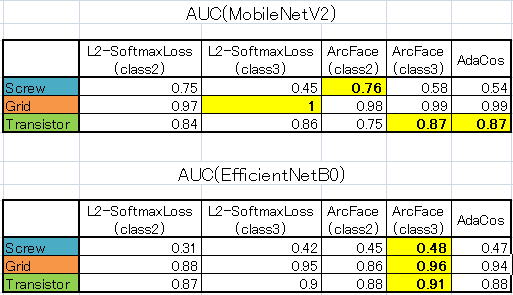 AUC(MobileNetV2)
L2-SoftmaxLoss (class2) L2-SoftmaxLoss (class3) ArcFace (class2) ArcFace (class3) AdaCos
Screw 0.75 0.45 0.76 0.58 0.54
Grid 0.97 1 0.98 0.99 0.99
Transistor 0.84 0.86 0.75 0.87 0.87
AUC(EfficientNetB0)
L2-SoftmaxLoss (class2) L2-SoftmaxLoss (class3) ArcFace (class2) ArcFace (class3) AdaCos
Screw 0.31 0.42 0.45 0.48 0.47
Grid 0.88 0.95 0.86 0.96 0.94
Transistor 0.87 0.9 0.88 0.91 0.88